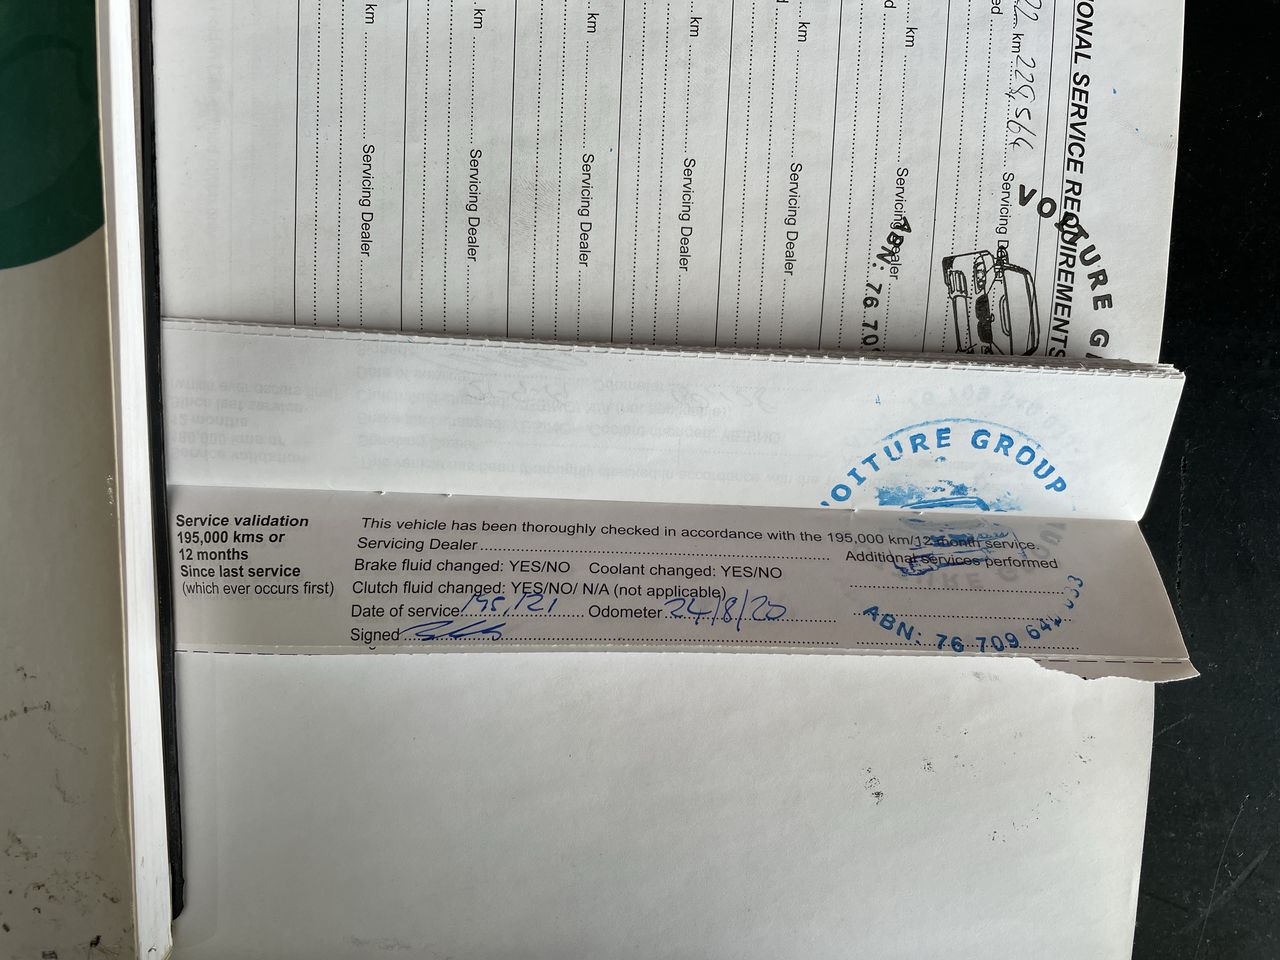 ONAL SERVICE REQUIREMENTS
km 229,564 Servicing Dealer
VOITURE G
ABN: 76 709
km Servicing Dealer
km Servicing Dealer
km Servicing Dealer
km Servicing Dealer
km Servicing Dealer
km Servicing Dealer
VOITURE GROUP
Service validation
195,000 kms or
12 months
Since last service
(which ever occurs first)
This vehicle has been thoroughly checked in accordance with the 195,000 km/12 month service.
Servicing Dealer
Additional services performed
Brake fluid changed: YES/NO Coolant changed: YES/NO
Clutch fluid changed: YES/NO/ N/A (not applicable)
Date of service 195,121 Odometer 24/8/20
Signed
ABN: 76 709